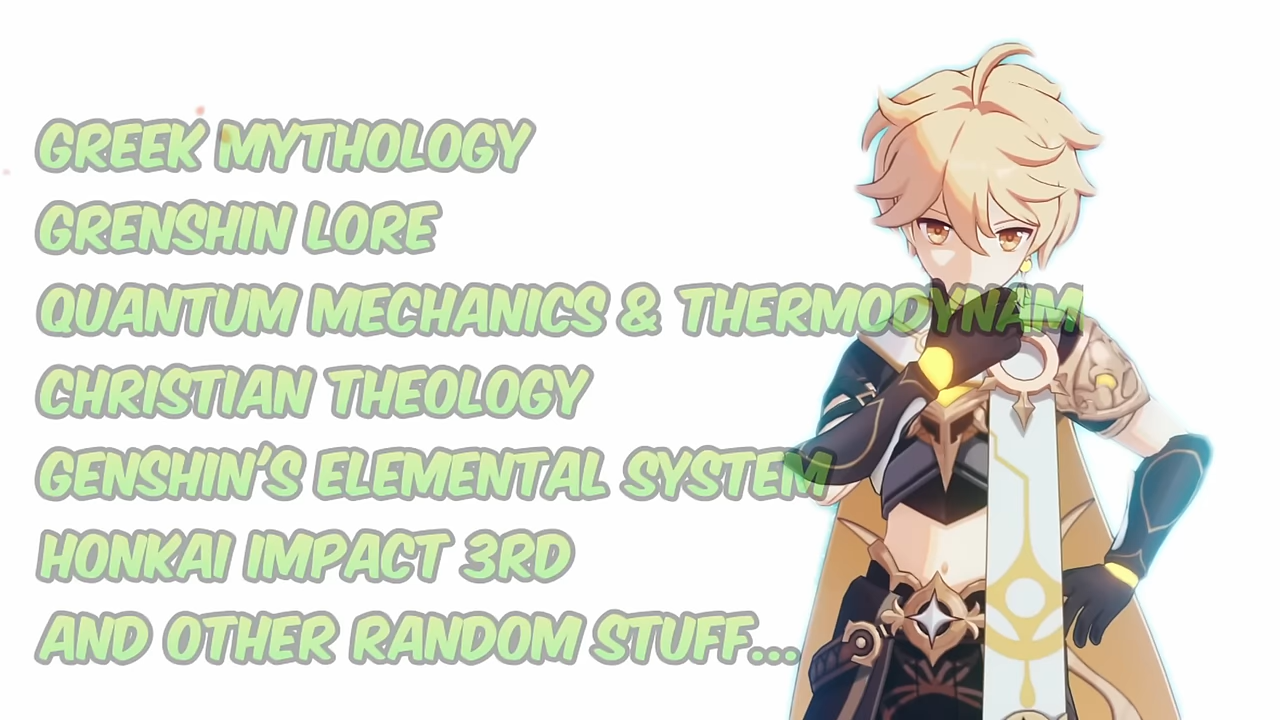 GREEK MYTHOLOGY
GRENSHIN LORE
QUANTUM MECHANICS & THERMODYNAM
CHRISTIAN THEOLOGY
GENSHIN'S ELEMENTAL SYSTEM
HONKAI IMPACT 3RD
AND OTHER RANDOM STUFF...